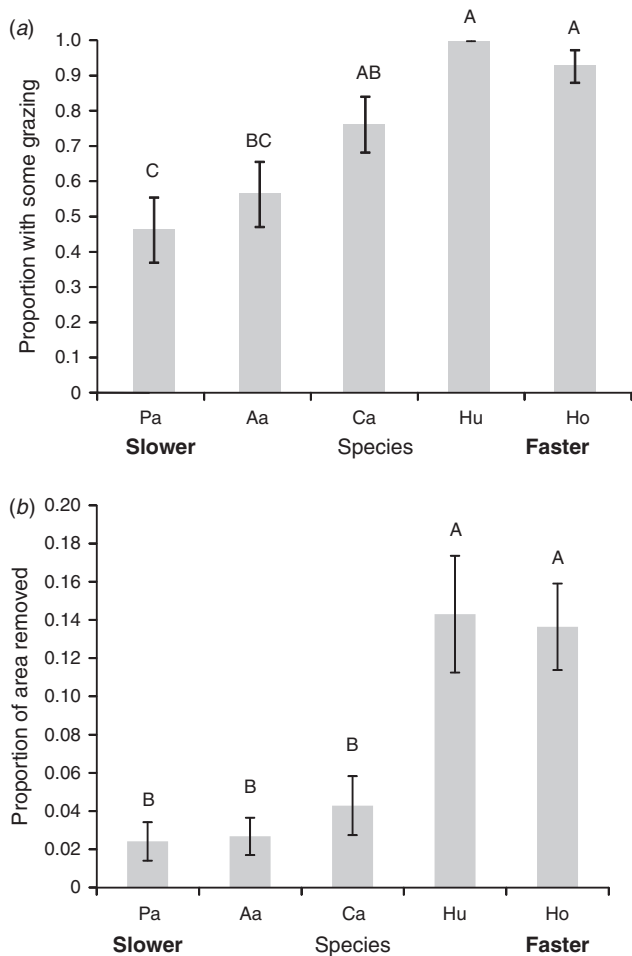 (a)
Proportion with some grazing
1.0
0.9
0.8
0.7
0.6
0.5
0.4
0.3
0.2
0.1
0
C
BC
AB
A
A
Pa Aa Ca Hu Ho
Slower Species Faster
(b)
Proportion of area removed
0.20
0.18
0.16
0.14
0.12
0.10
0.08
0.06
0.04
0.02
0
B
B
B
A
A
Pa Aa Ca Hu Ho
Slower Species Faster